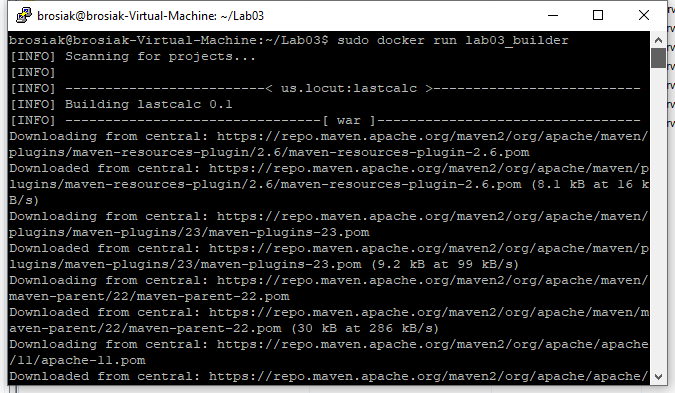 brosiak@brosiak-Virtual-Machine: ~/Lab03
brosiak@brosiak-Virtual-Machine:~/Lab03$ sudo docker run lab03_builder
[INFO] Scanning for projects...
[INFO]
[INFO] -------------------------< us.locut:lastcalc >--------------------------
[INFO] Building lastcalc 0.1
[INFO] --------------------------------[ war ]---------------------------------
Downloading from central: https://repo.maven.apache.org/maven2/org/apache/maven/
plugins/maven-resources-plugin/2.6/maven-resources-plugin-2.6.pom
Downloaded from central: https://repo.maven.apache.org/maven2/org/apache/maven/p
lugins/maven-resources-plugin/2.6/maven-resources-plugin-2.6.pom (8.1 kB at 16 k
B/s)
Downloading from central: https://repo.maven.apache.org/maven2/org/apache/maven/
plugins/maven-plugins/23/maven-plugins-23.pom
Downloaded from central: https://repo.maven.apache.org/maven2/org/apache/maven/p
lugins/maven-plugins/23/maven-plugins-23.pom (9.2 kB at 99 kB/s)
Downloading from central: https://repo.maven.apache.org/maven2/org/apache/maven/
maven-parent/22/maven-parent-22.pom
Downloaded from central: https://repo.maven.apache.org/maven2/org/apache/maven/m
aven-parent/22/maven-parent-22.pom (30 kB at 286 kB/s)
Downloading from central: https://repo.maven.apache.org/maven2/org/apache/apache
/11/apache-11.pom
Downloaded from central: https://repo.maven.apache.org/maven2/org/apache/apache/